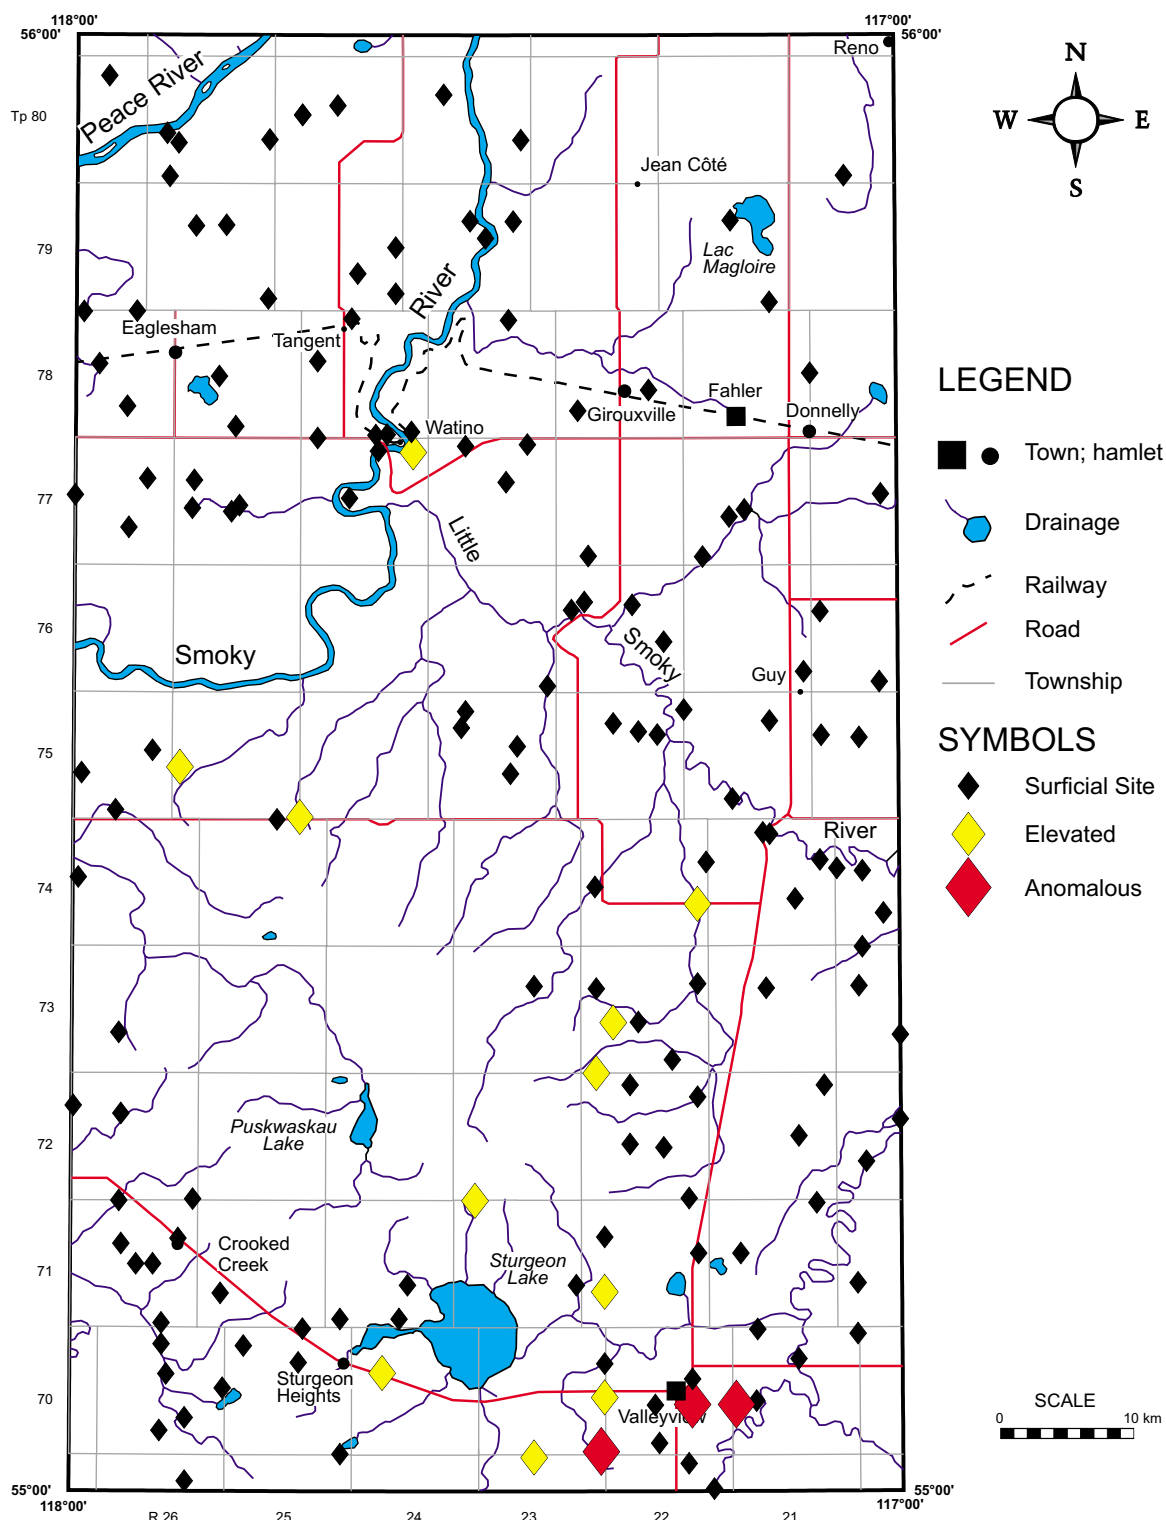 118°00'
117°00'
56°00'
56°00'
Reno
N
W
E
S
Tp 80
Peace River
Jean Côté
79
Lac
Magloire
River
Eaglesham
Tangent
78
Fahler
Girouxville
Donnelly
Watino
LEGEND
Town; hamlet
77
Little
Drainage
Railway
76
Smoky
Smoky
Road
Guy
Township
75
SYMBOLS
Surficial Site
River
Elevated
74
Anomalous
73
Puskwaskau
Lake
72
Crooked
Creek
Sturgeon
Lake
71
Sturgeon
Heights
70
Valleyview
SCALE
0
10 km
55°00'
55°00'
118°00'
117°00'
R 26
25
24
23
22
21